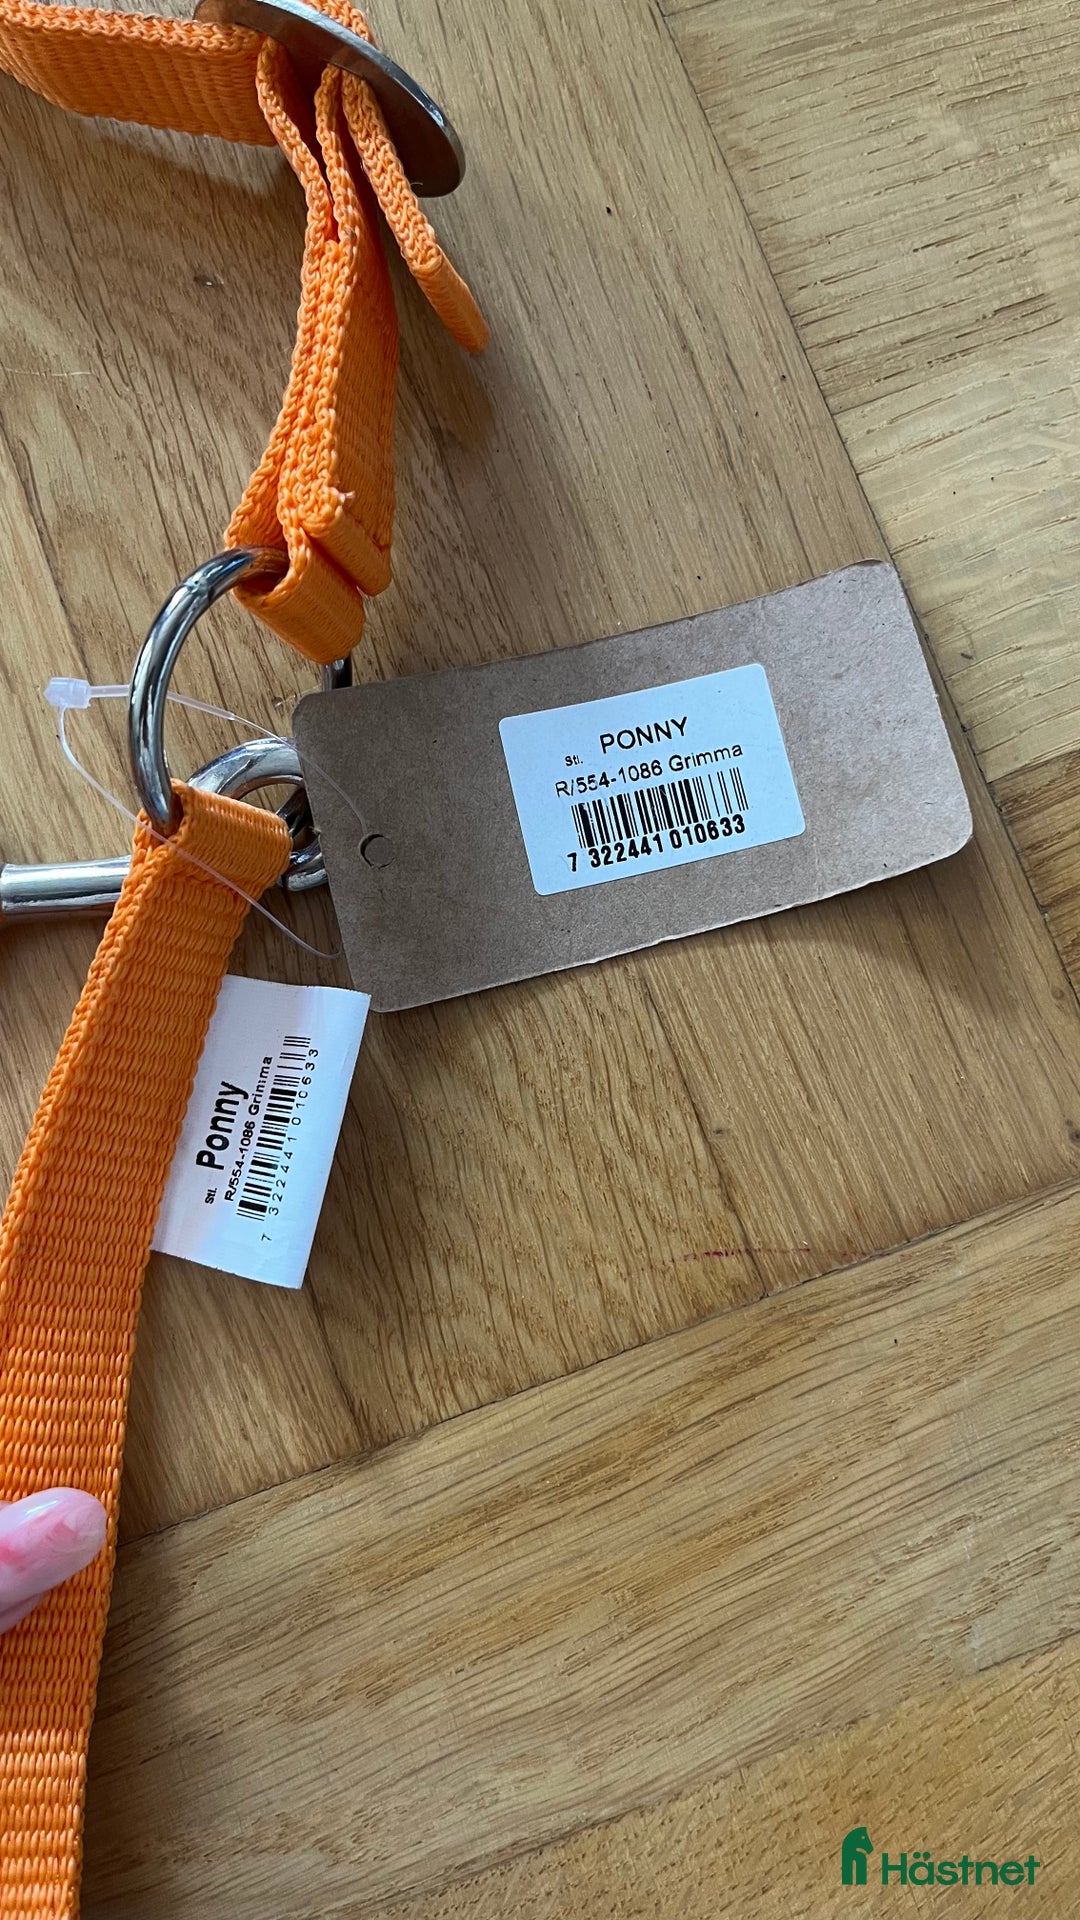 Stl. PONNY
R/554-1086 Grimma
7 322441 010633
Stl. Ponny
R/554-1086 Grimma
7 322441 010633
Hästnet